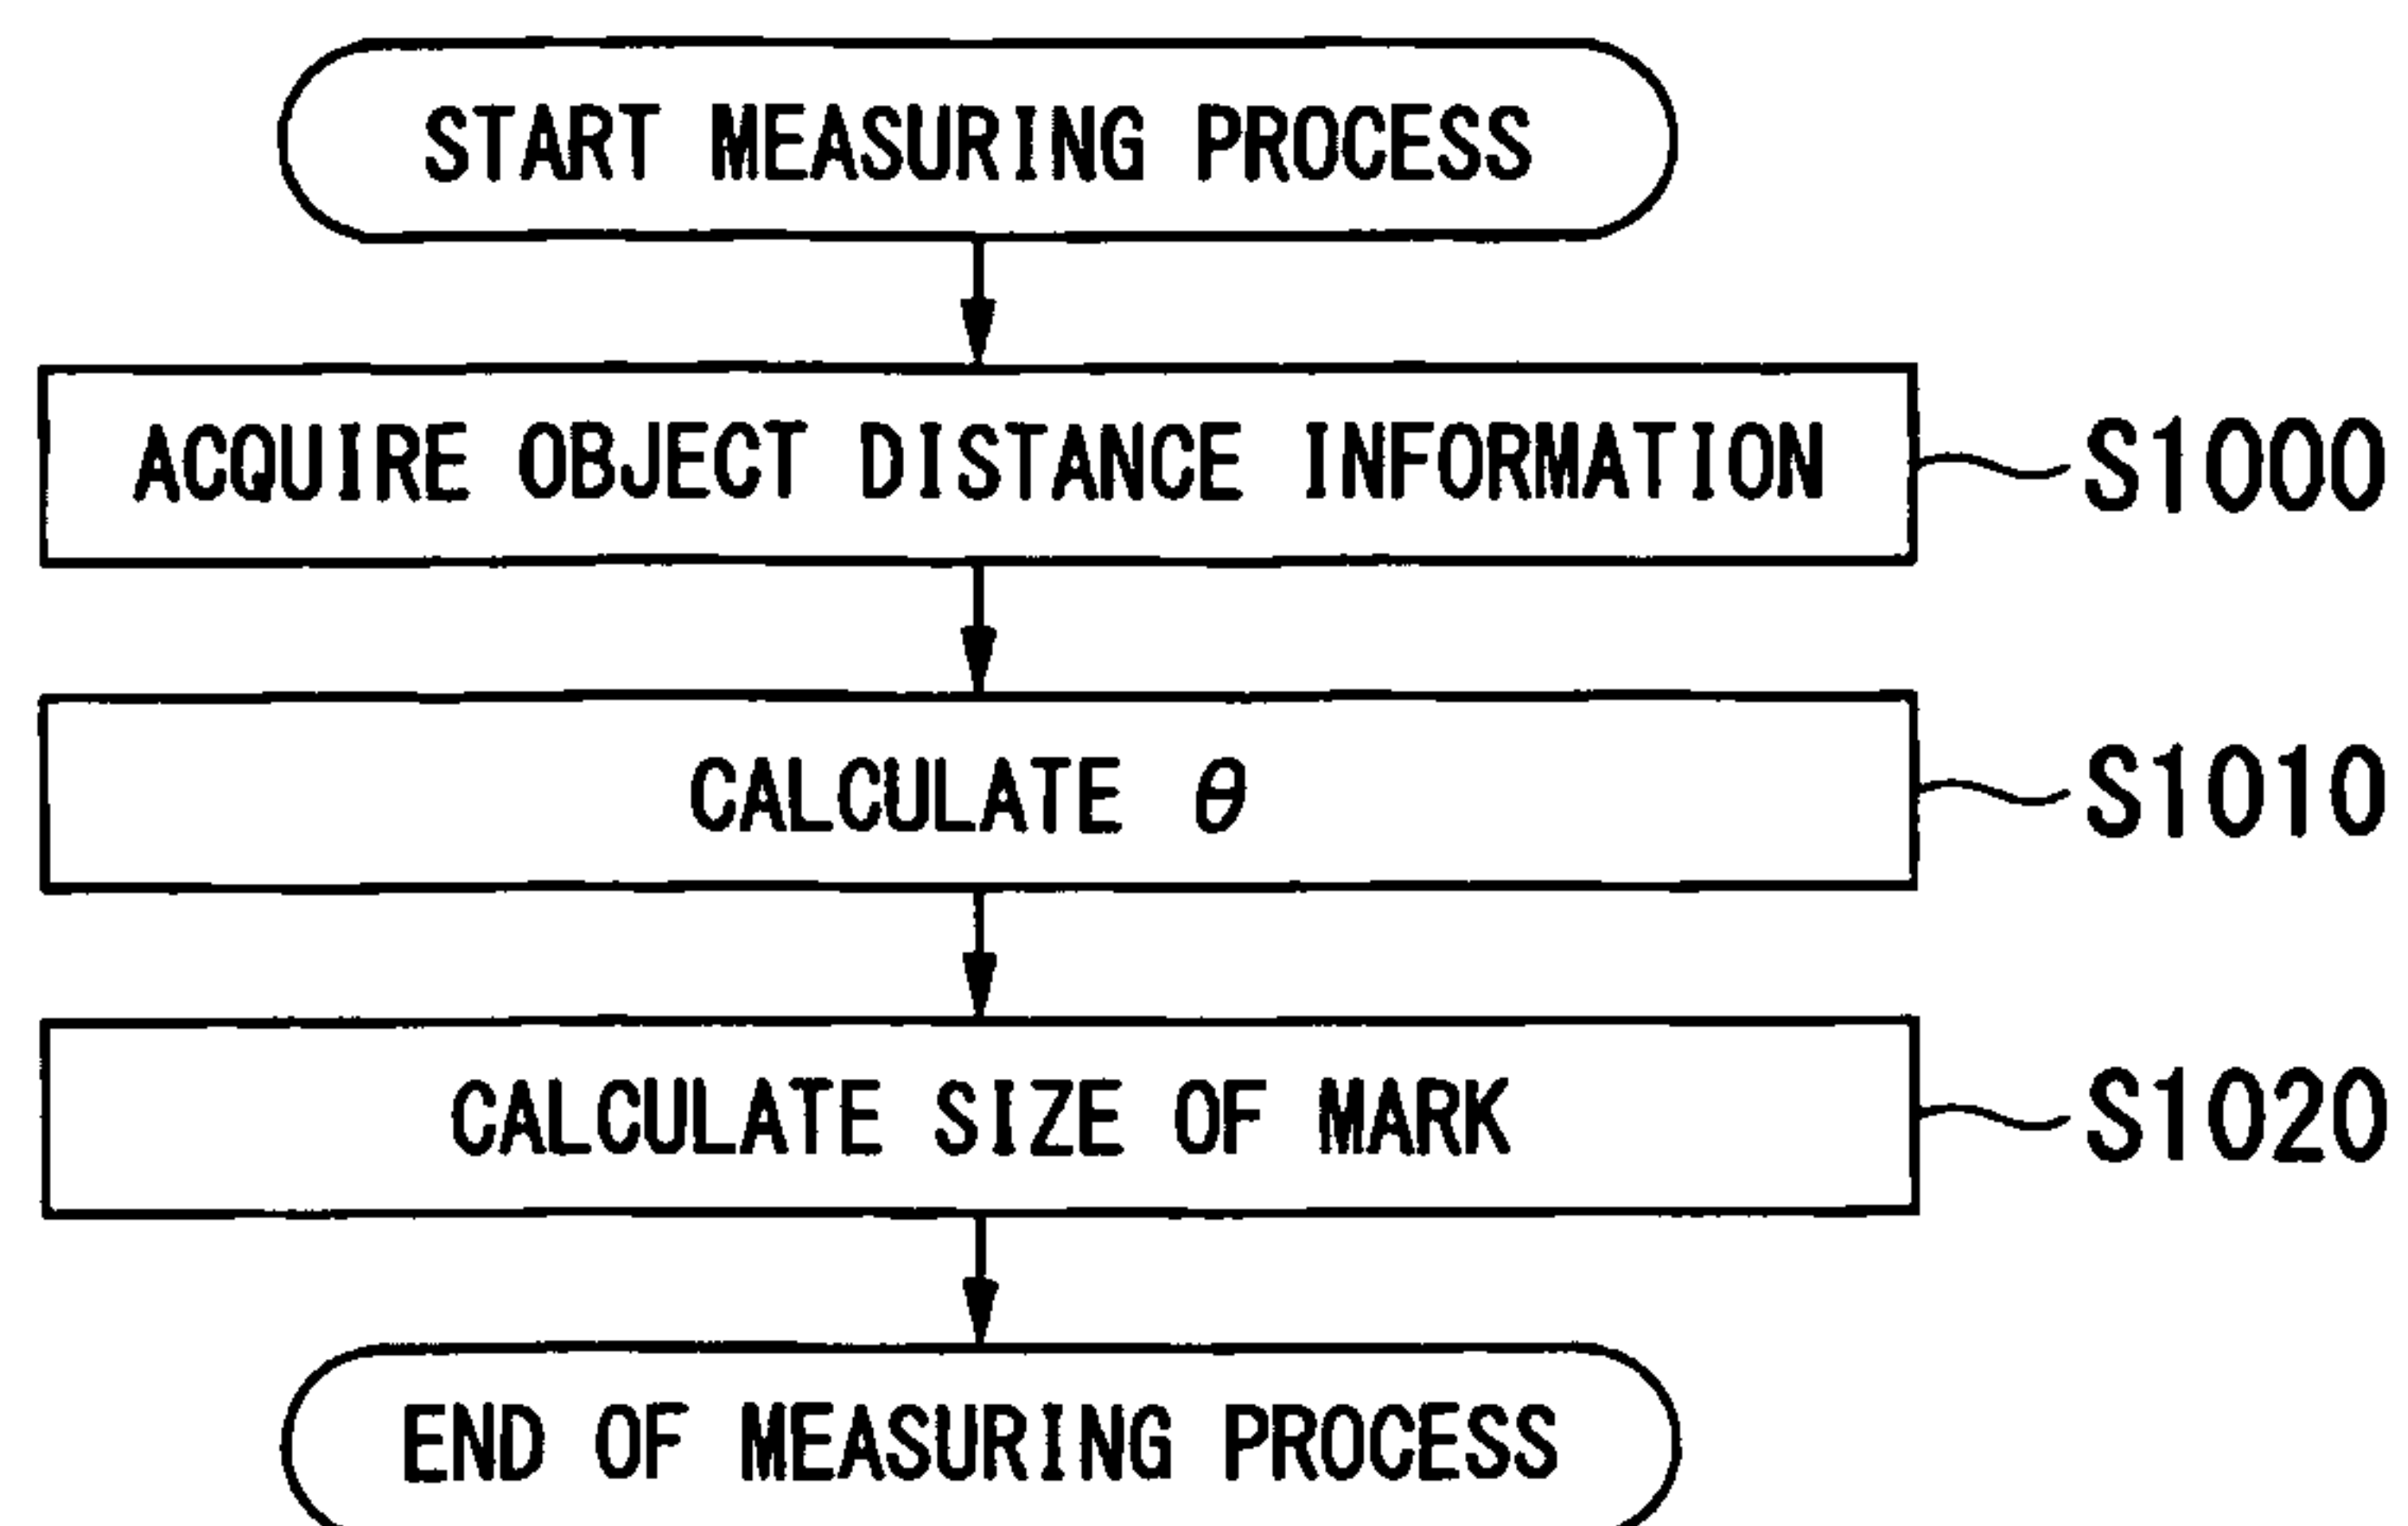 START MEASURING PROCESS
ACQUIRE OBJECT DISTANCE INFORMATION S1000
CALCULATE θ S1010
CALCULATE SIZE OF MARK S1020
END OF MEASURING PROCESS